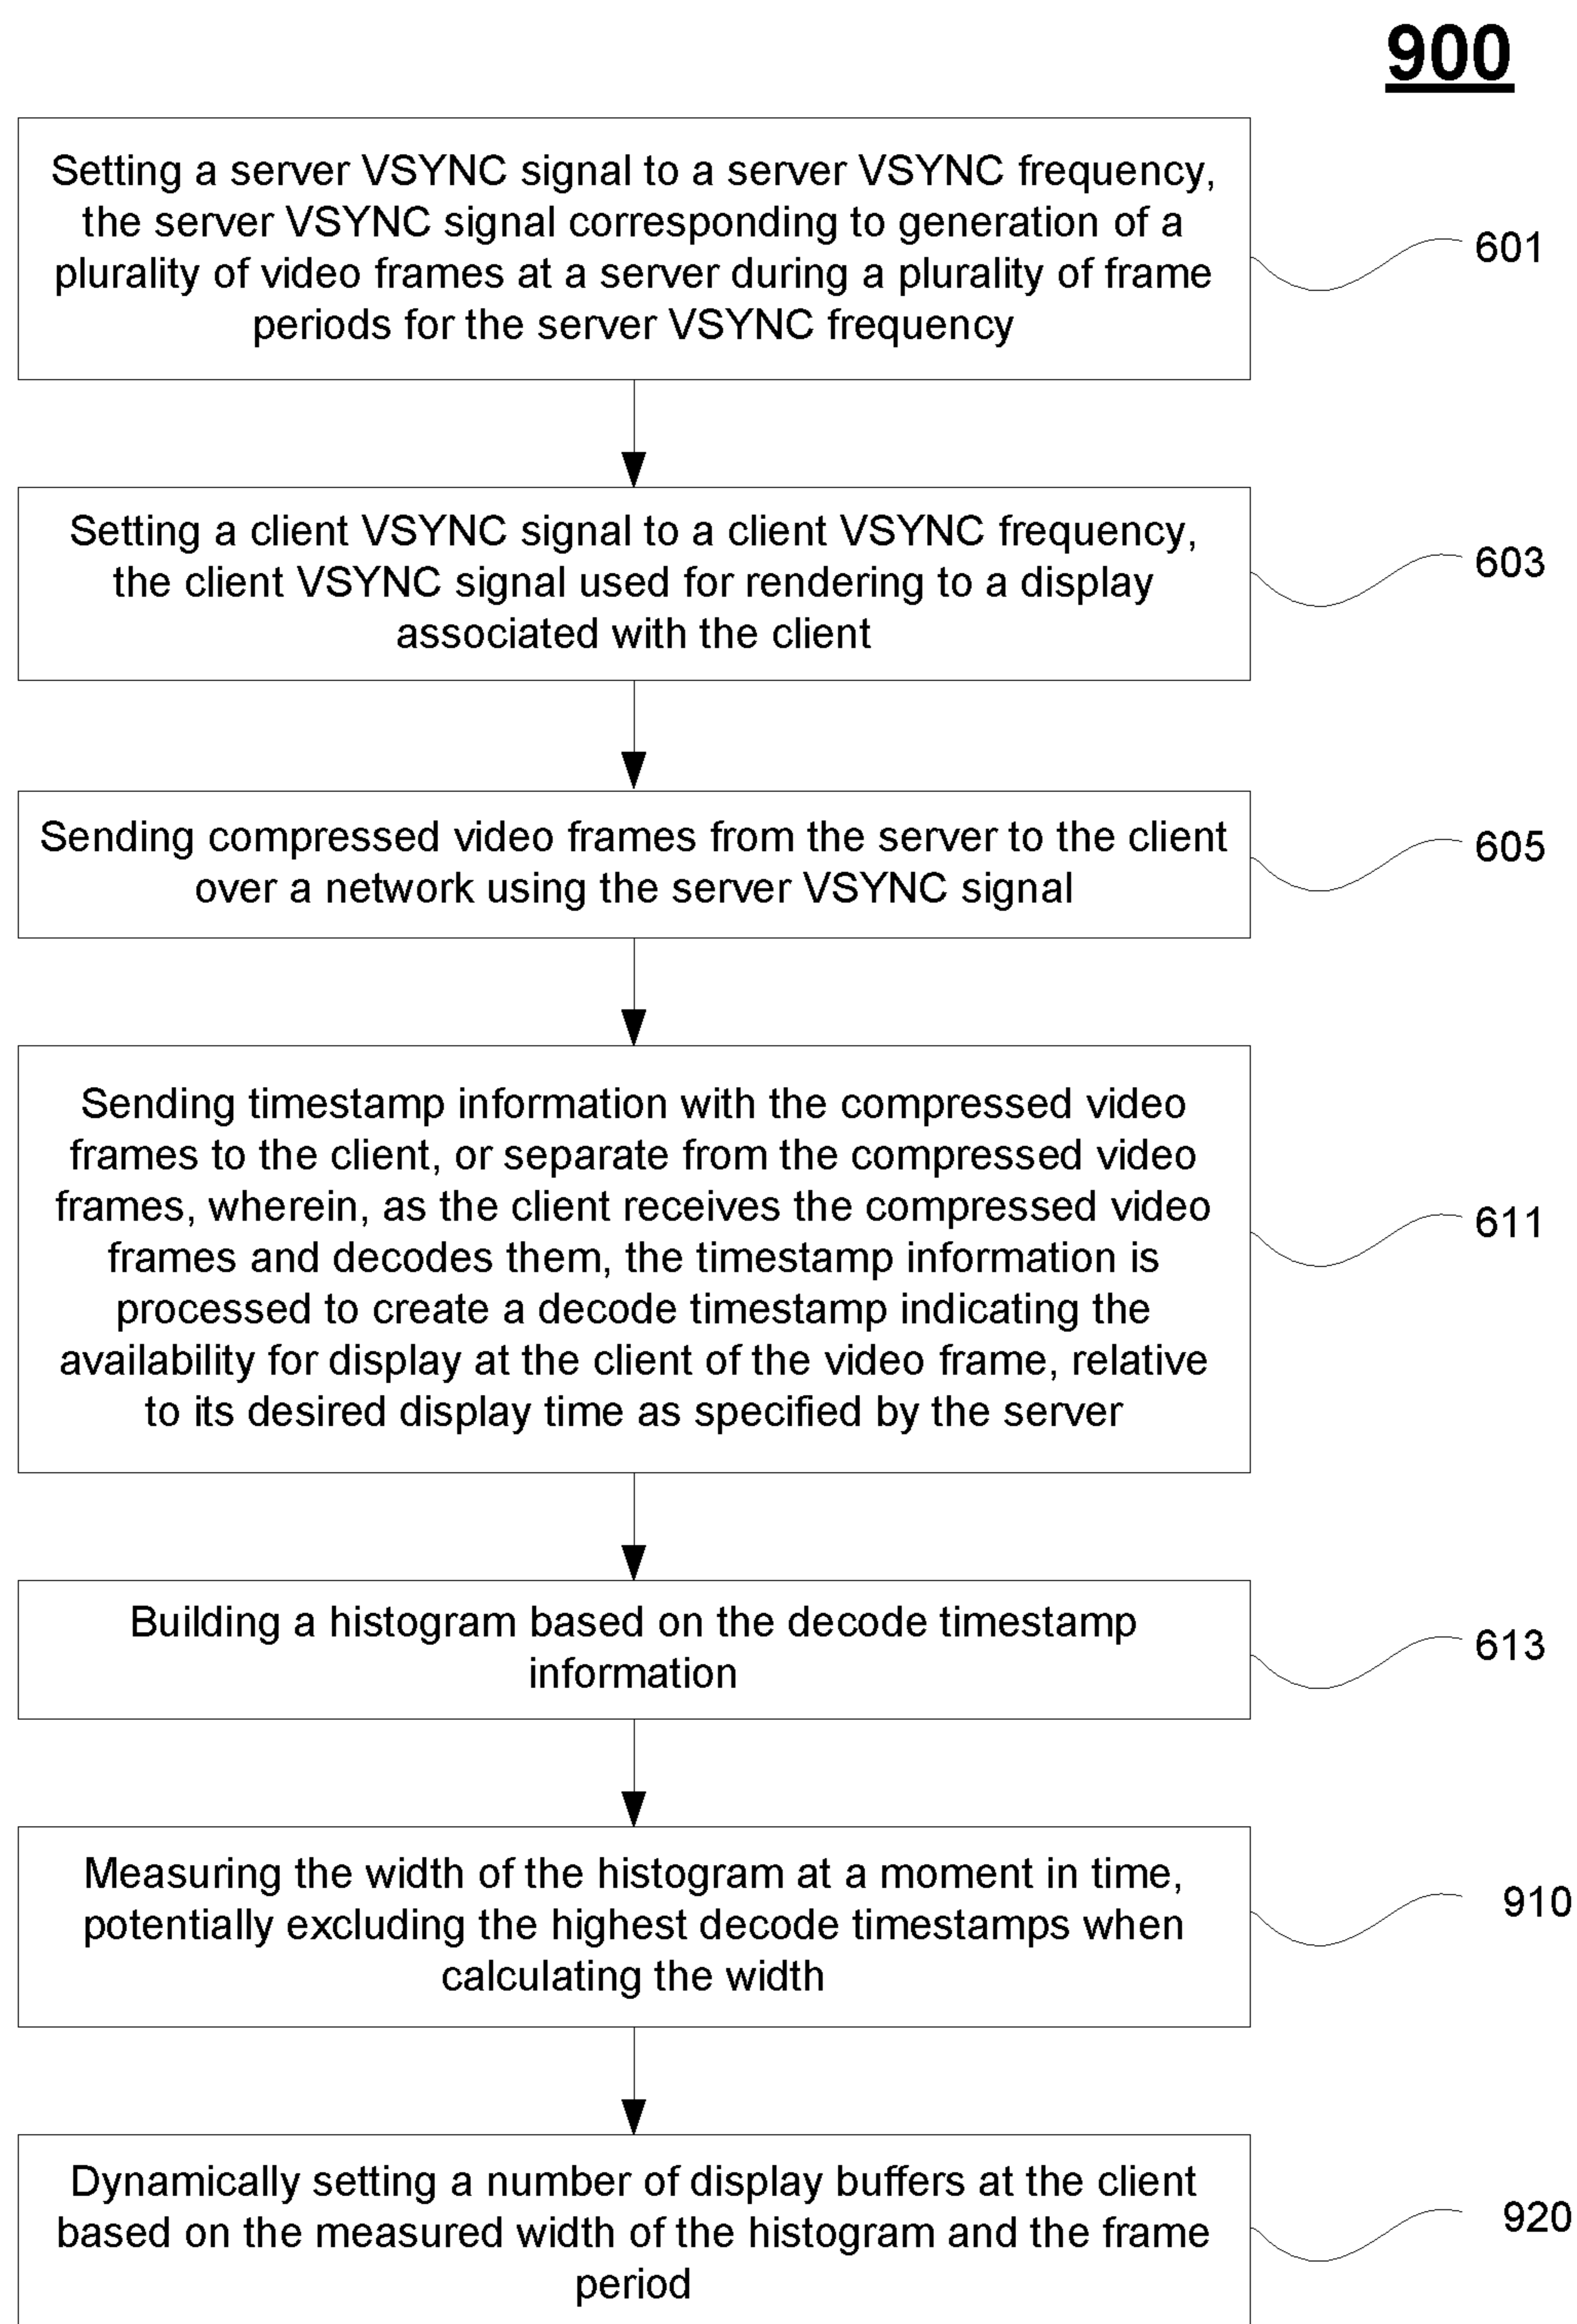 900
Setting a server VSYNC signal to a server VSYNC frequency,
the server VSYNC signal corresponding to generation of a
plurality of video frames at a server during a plurality of frame
periods for the server VSYNC frequency
601
Setting a client VSYNC signal to a client VSYNC frequency,
the client VSYNC signal used for rendering to a display
associated with the client
603
Sending compressed video frames from the server to the client
over a network using the server VSYNC signal
605
Sending timestamp information with the compressed video
frames to the client, or separate from the compressed video
frames, wherein, as the client receives the compressed video
frames and decodes them, the timestamp information is
processed to create a decode timestamp indicating the
availability for display at the client of the video frame, relative
to its desired display time as specified by the server
611
Building a histogram based on the decode timestamp
information
613
Measuring the width of the histogram at a moment in time,
potentially excluding the highest decode timestamps when
calculating the width
910
Dynamically setting a number of display buffers at the client
based on the measured width of the histogram and the frame
period
920